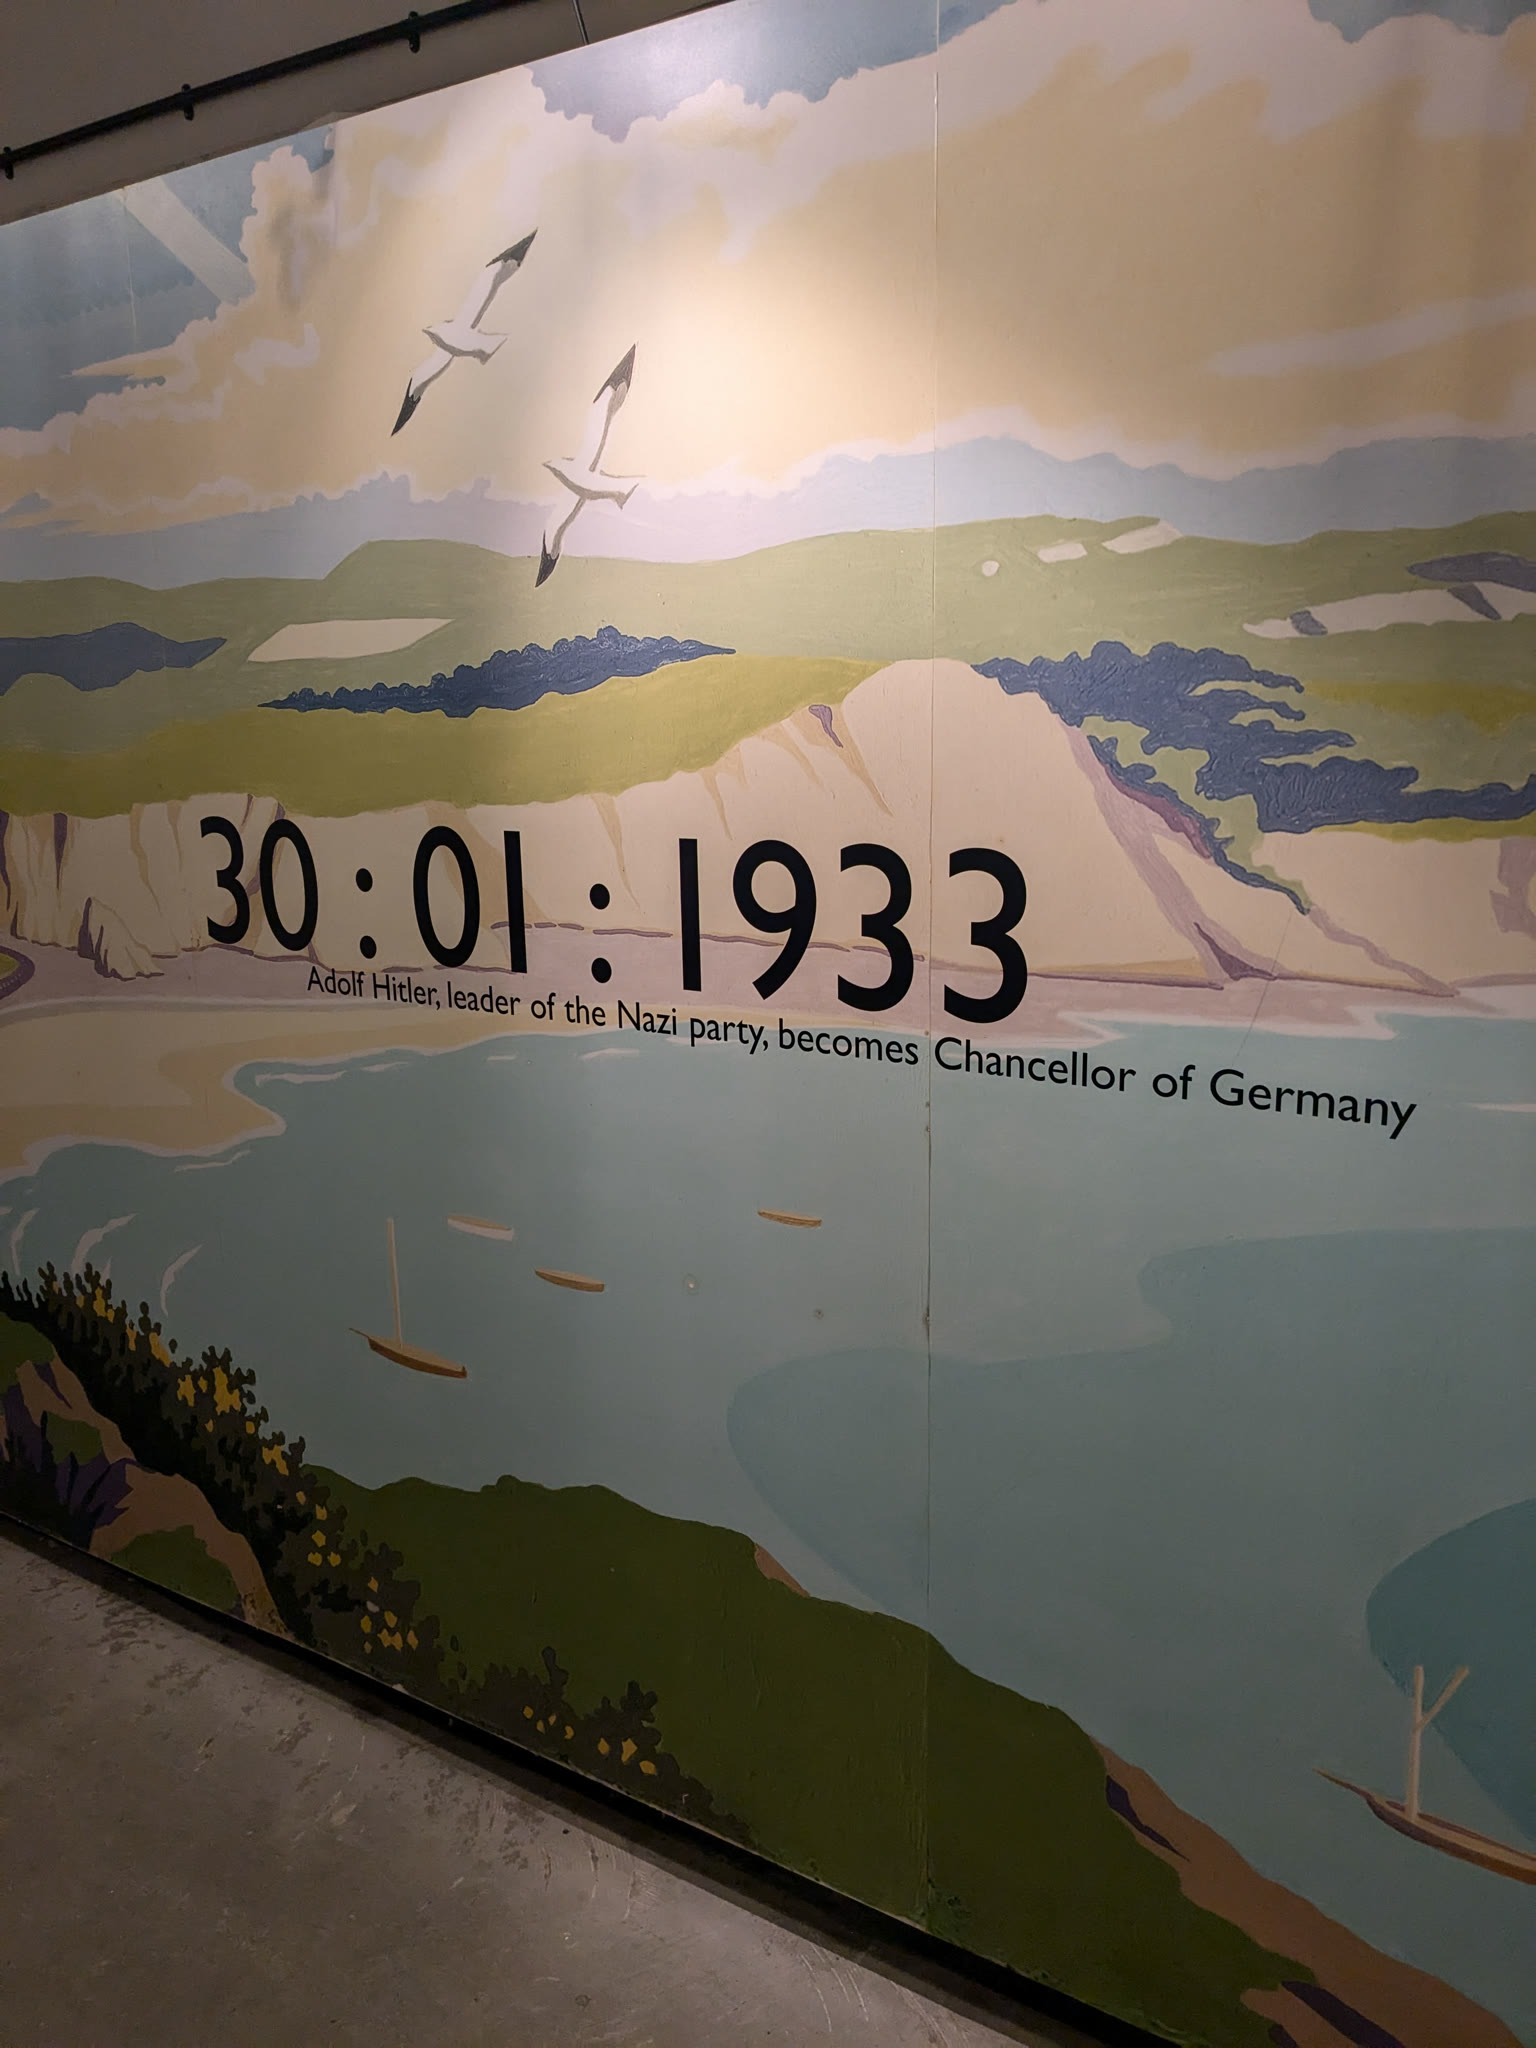 30:01:1933
Adolf Hitler, leader of the Nazi party, becomes Chancellor of Germany